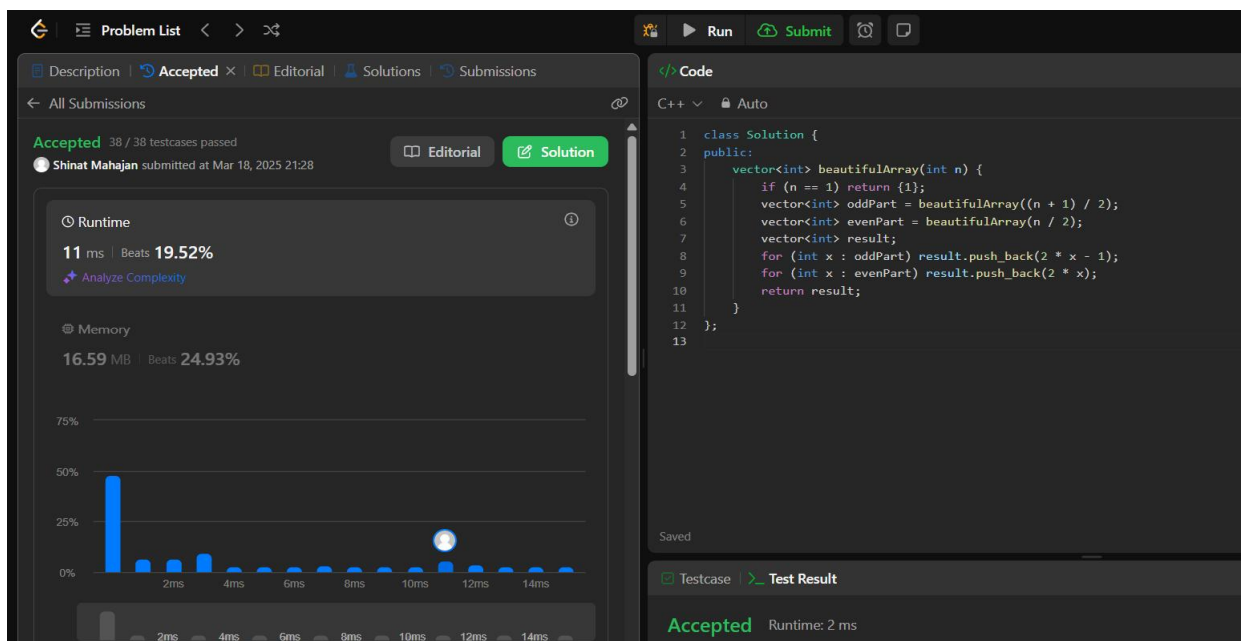 Problem List
Run
Submit
Description
Accepted
Editorial
Solutions
Submissions
All Submissions
Accepted 38 / 38 testcases passed
Shinat Mahajan submitted at Mar 18, 2025 21:28
Editorial
Solution
Runtime
11 ms Beats 19.52%
Analyze Complexity
Memory
16.59 MB Beats 24.93%
75%
50%
25%
0%
2ms 4ms 6ms 8ms 10ms 12ms 14ms
2ms 4ms 6ms 8ms 10ms 12ms 14ms
</> Code
C++ Auto
1 class Solution {
2 public:
3 vector<int> beautifulArray(int n) {
4 if (n == 1) return {1};
5 vector<int> oddPart = beautifulArray((n + 1) / 2);
6 vector<int> evenPart = beautifulArray(n / 2);
7 vector<int> result;
8 for (int x : oddPart) result.push_back(2 * x - 1);
9 for (int x : evenPart) result.push_back(2 * x);
10 return result;
11 }
12 };
13
Saved
Testcase
>_ Test Result
Accepted Runtime: 2 ms